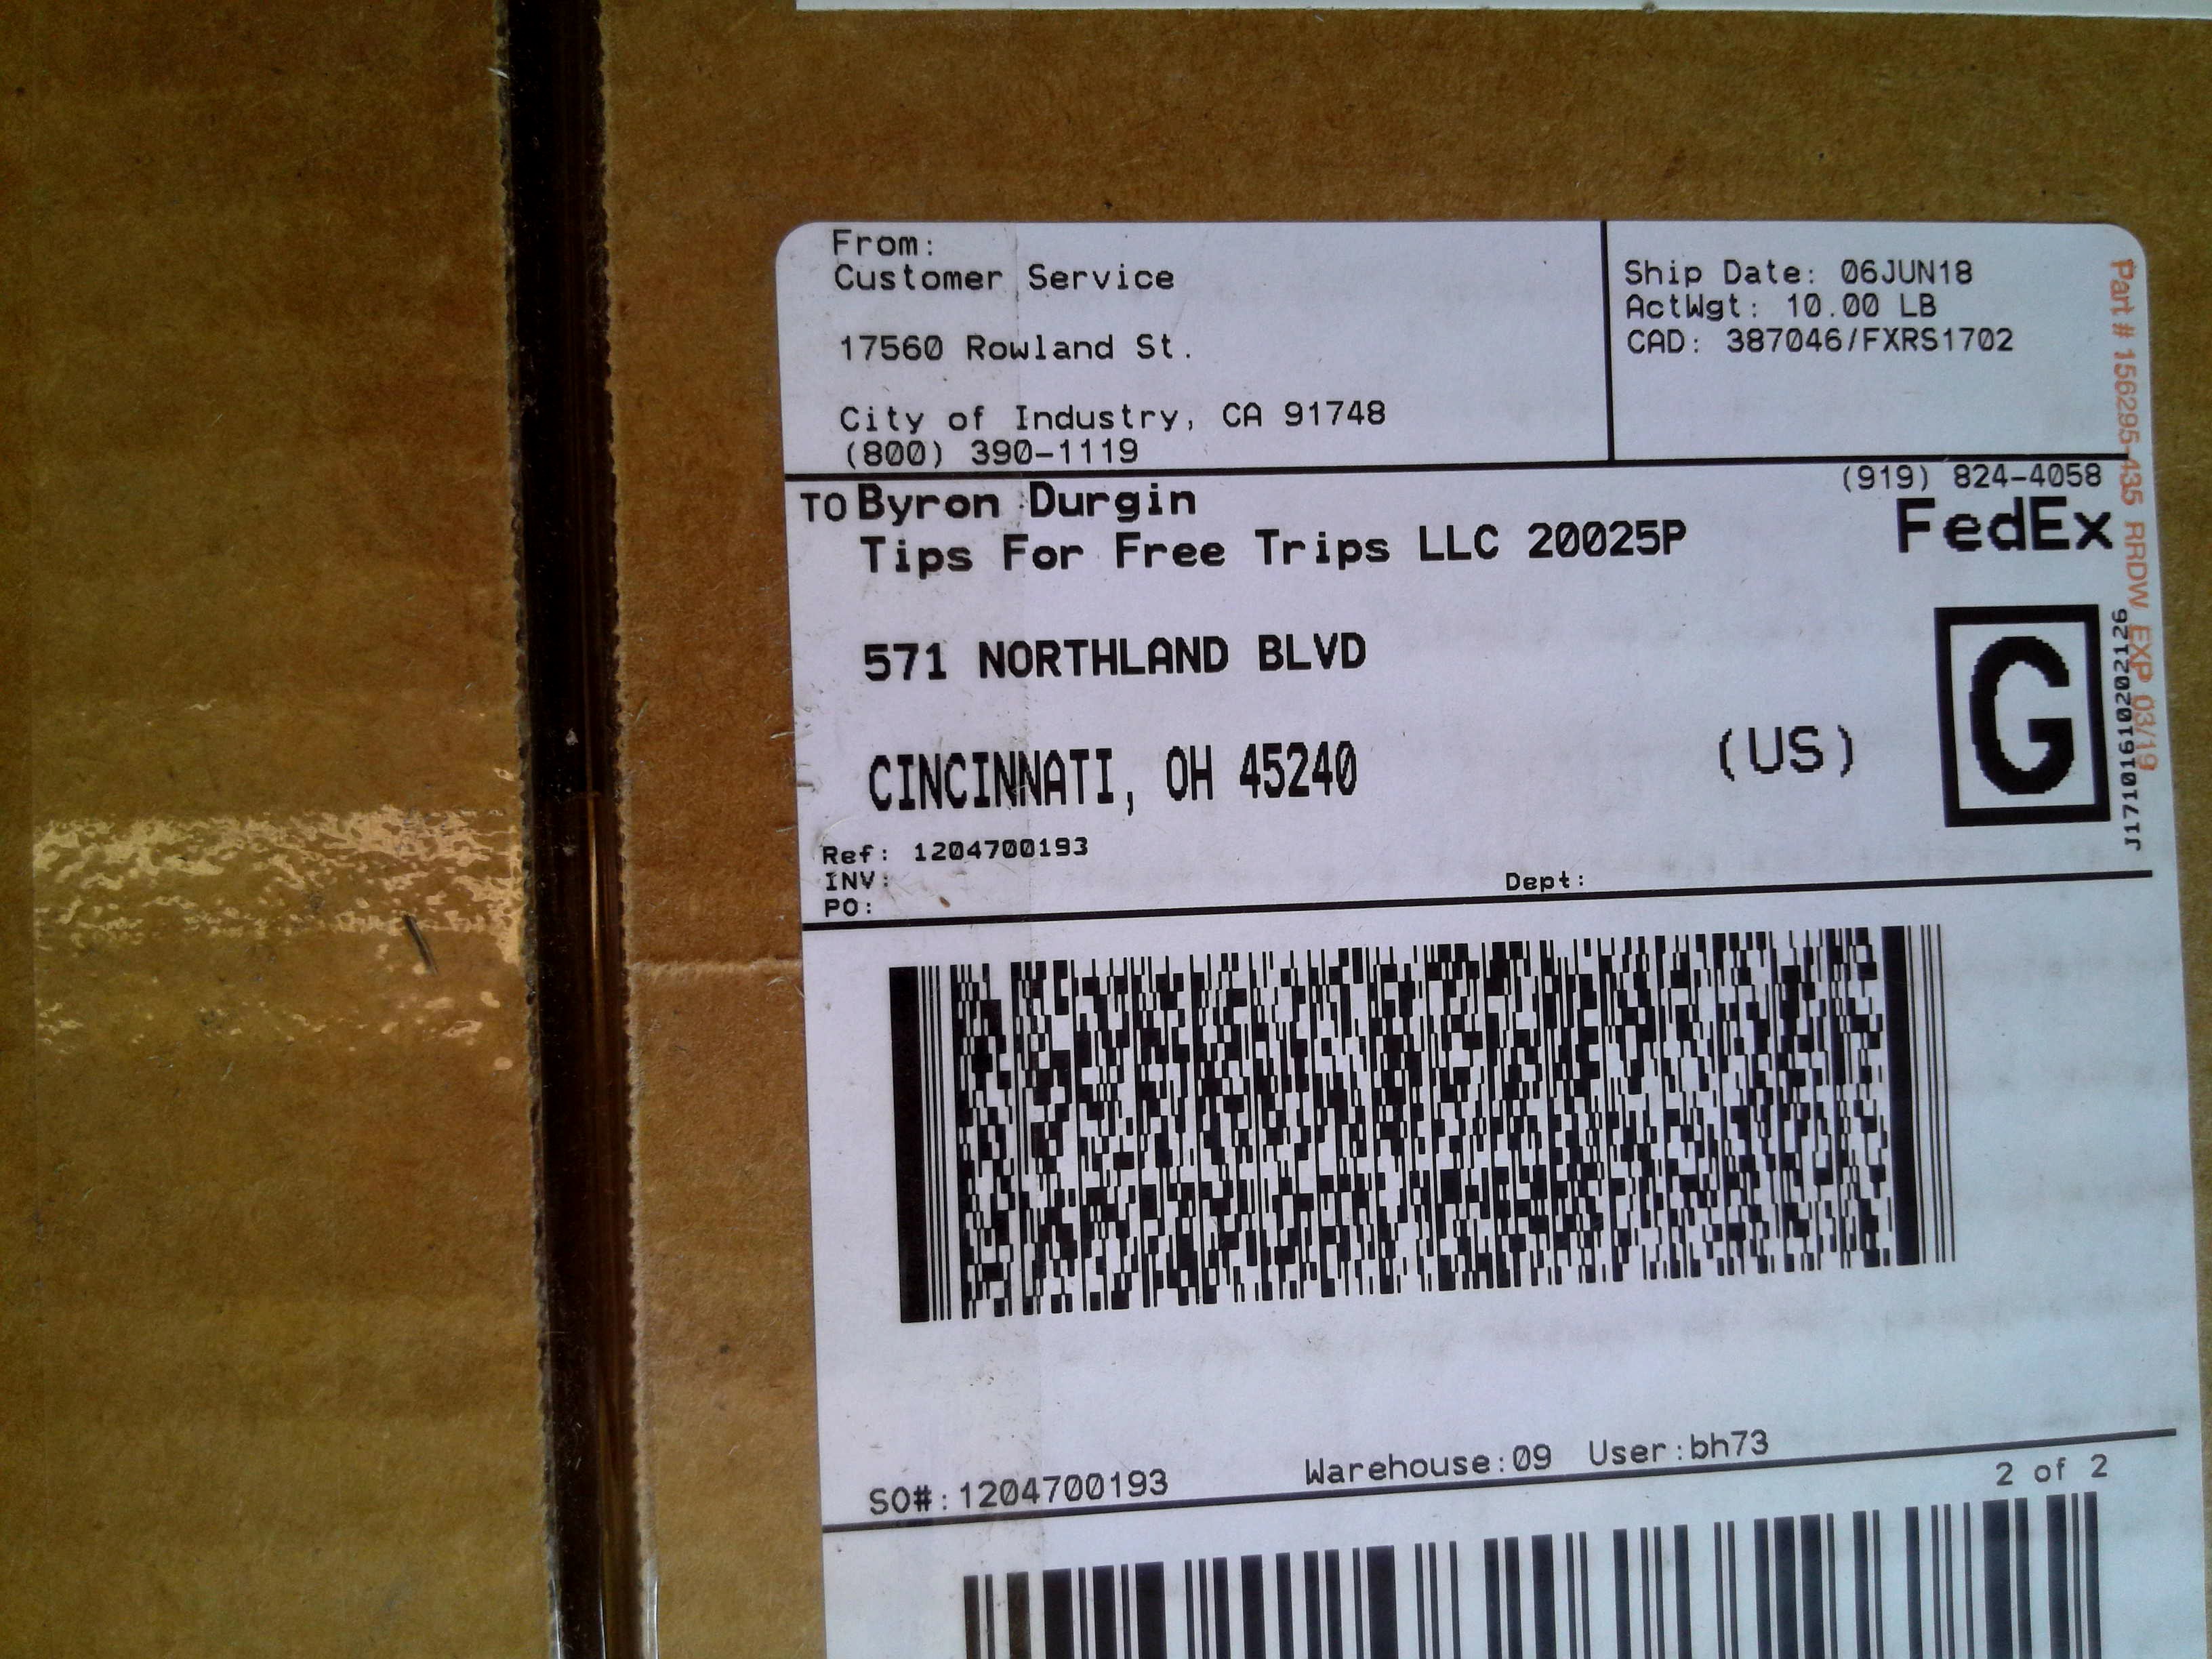 From:
Customer Service
17560 Rowland St.
City of Industry, CA 91748
(800) 390-1119
Ship Date: 06JUN18
ActWgt: 10.00 LB
CAD: 387046/FXRS1702
(919) 824-4058
TO Byron Durgin
Tips For Free Trips LLC 20025P
FedEx
571 NORTHLAND BLVD
G
CINCINNATI, OH 45240
(US)
Ref: 1204700193
INV:
PO:
Dept:
J17101610202126
Part # 156295-435 RRDW EXP 03/19
SO#:1204700193
Warehouse:09 User:bh73
2 of 2